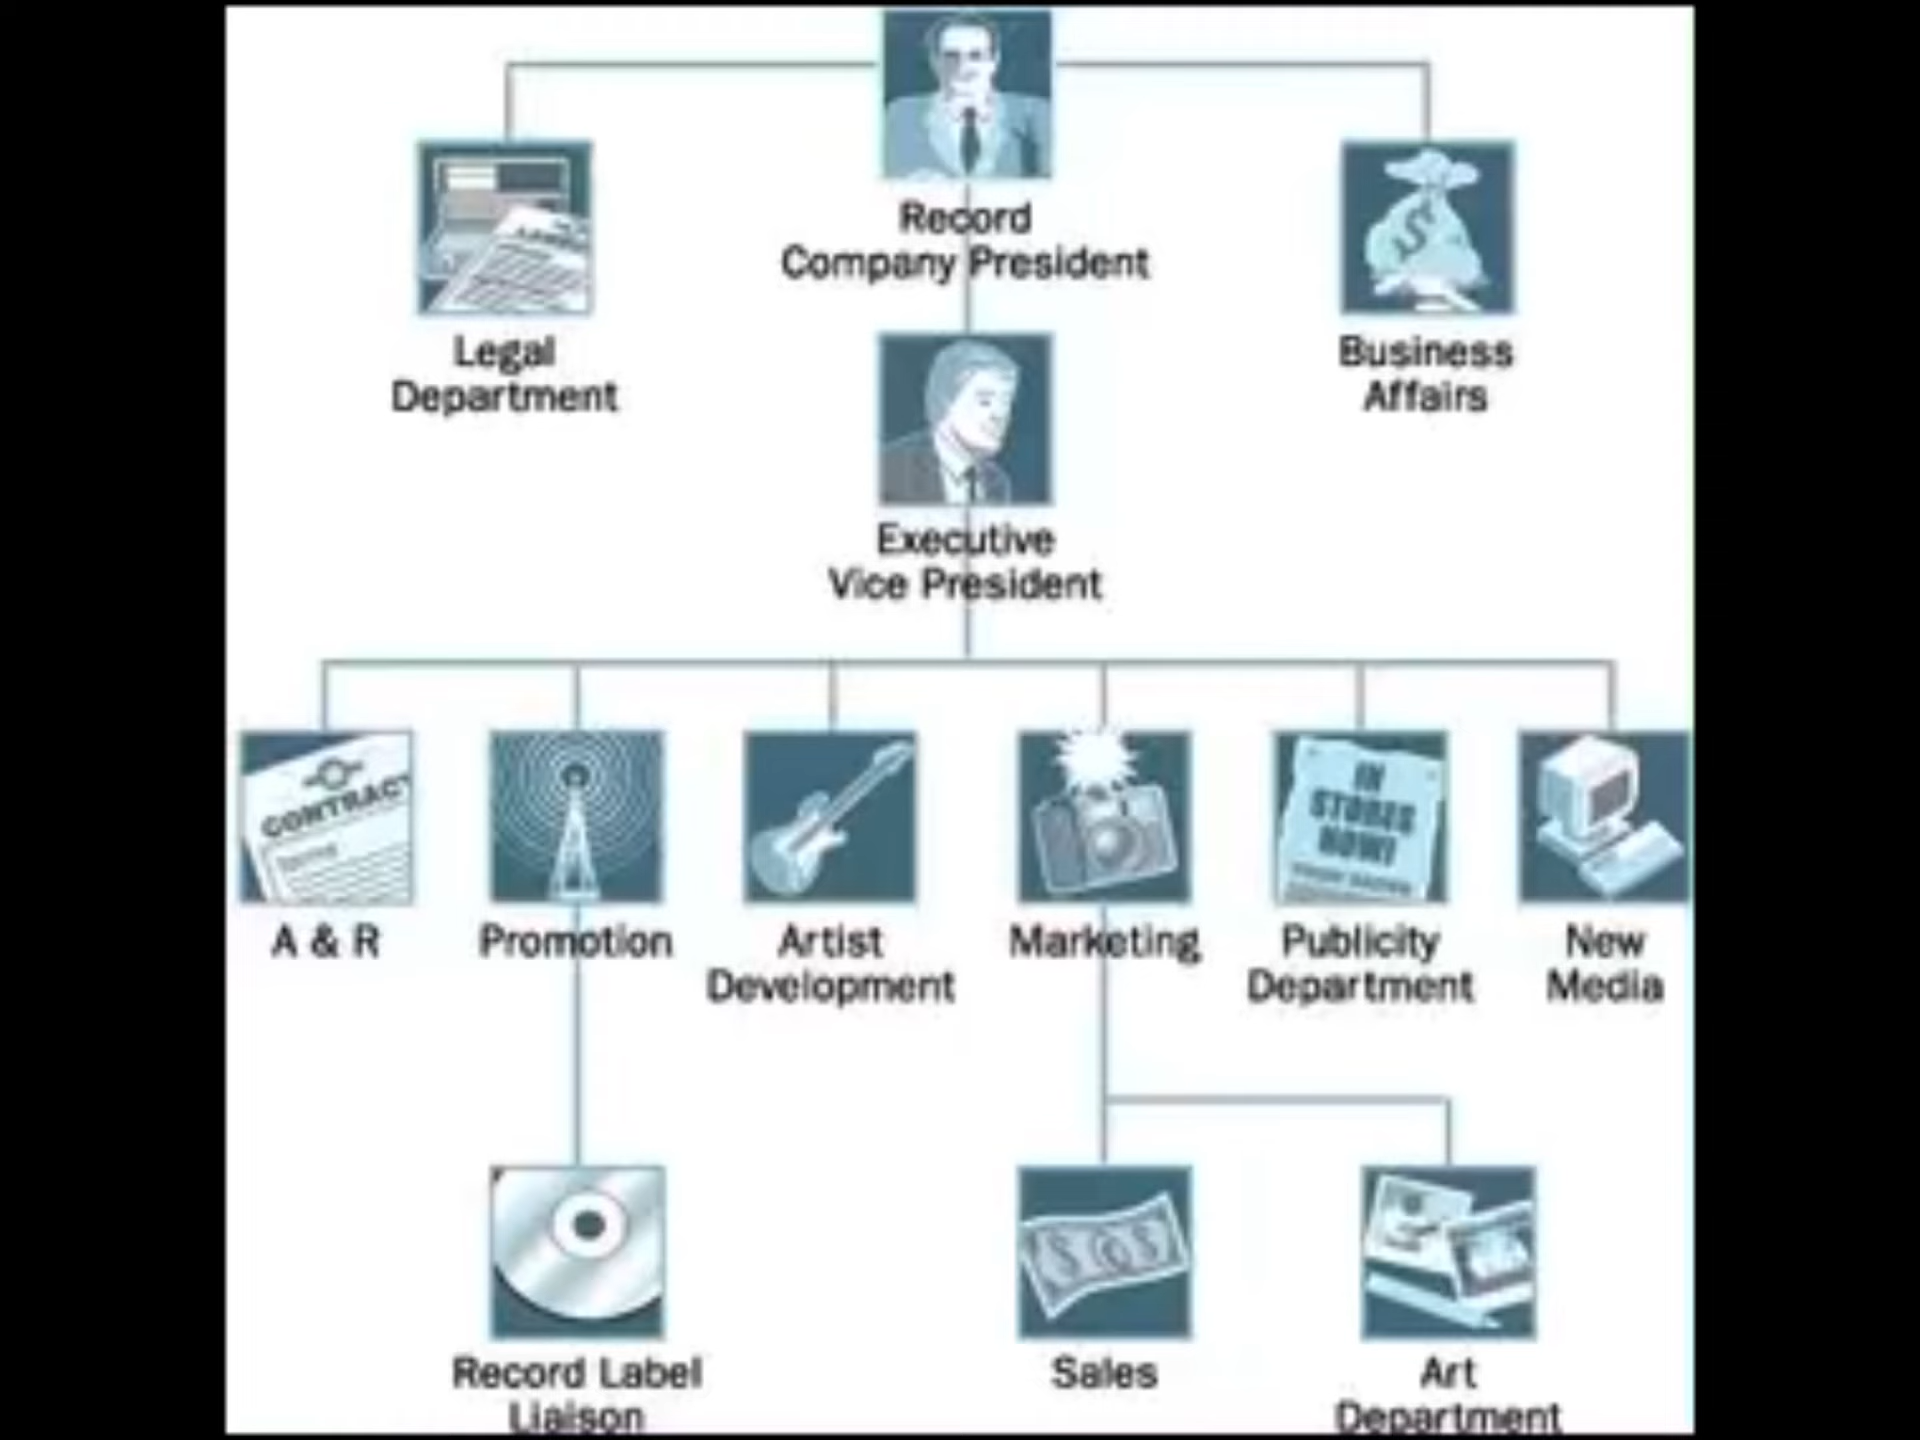 Record
Company President
Legal
Department
Business
Affairs
Executive
Vice President
CONTRACT
IN
STORES
NOW!
A & R
Promotion
Artist
Development
Marketing
Publicity
Department
New
Media
Record Label
Liaison
Sales
Art
Department